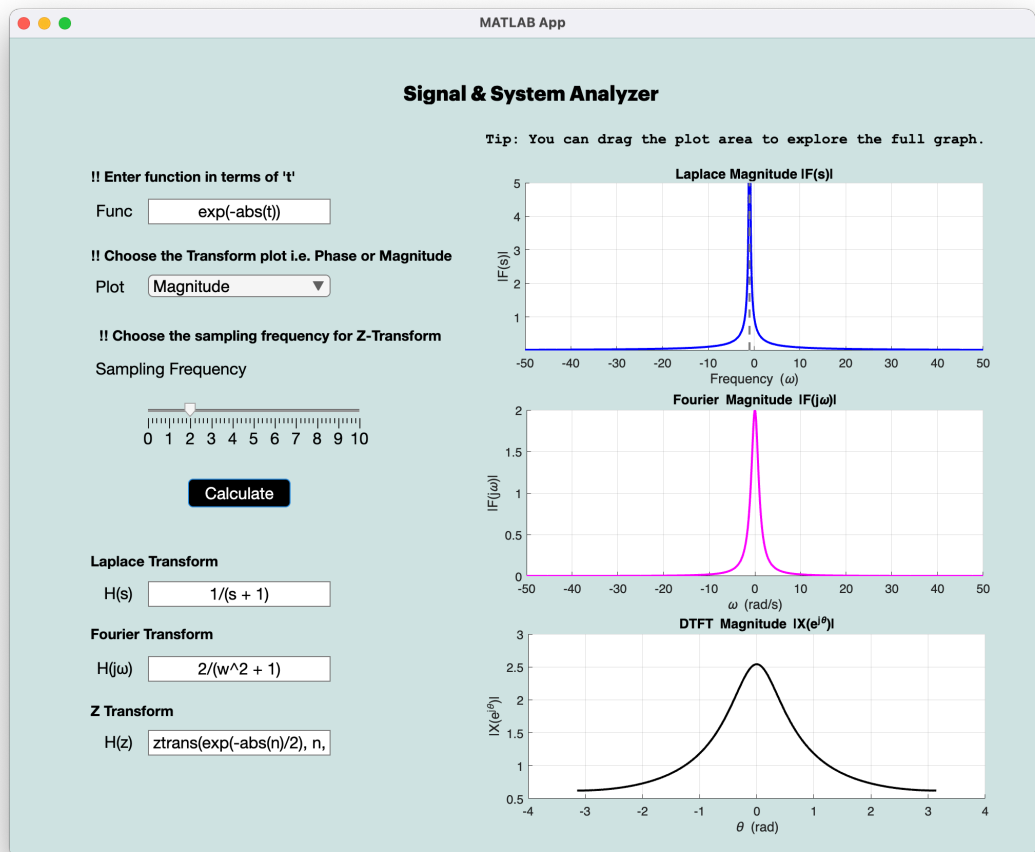 MATLAB App
Signal & System Analyzer
Tip: You can drag the plot area to explore the full graph.
!! Enter function in terms of 't'
Func exp(-abs(t))
!! Choose the Transform plot i.e. Phase or Magnitude
Plot Magnitude
!! Choose the sampling frequency for Z-Transform
Sampling Frequency
0 1 2 3 4 5 6 7 8 9 10
Calculate
Laplace Transform
H(s) 1/(s + 1)
Fourier Transform
H(jω) 2/(w^2 + 1)
Z Transform
H(z) ztrans(exp(-abs(n)/2), n,
Laplace Magnitude |F(s)|
|F(s)|
5
4
3
2
1
-50 -40 -30 -20 -10 0 10 20 30 40 50
Frequency (ω)
Fourier Magnitude |F(jω)|
|F(jω)|
2
1.5
1
0.5
0
-50 -40 -30 -20 -10 0 10 20 30 40 50
ω (rad/s)
DTFT Magnitude |X(e^jθ)|
|X(e^jθ)|
3
2.5
2
1.5
1
0.5
-4 -3 -2 -1 0 1 2 3 4
θ (rad)